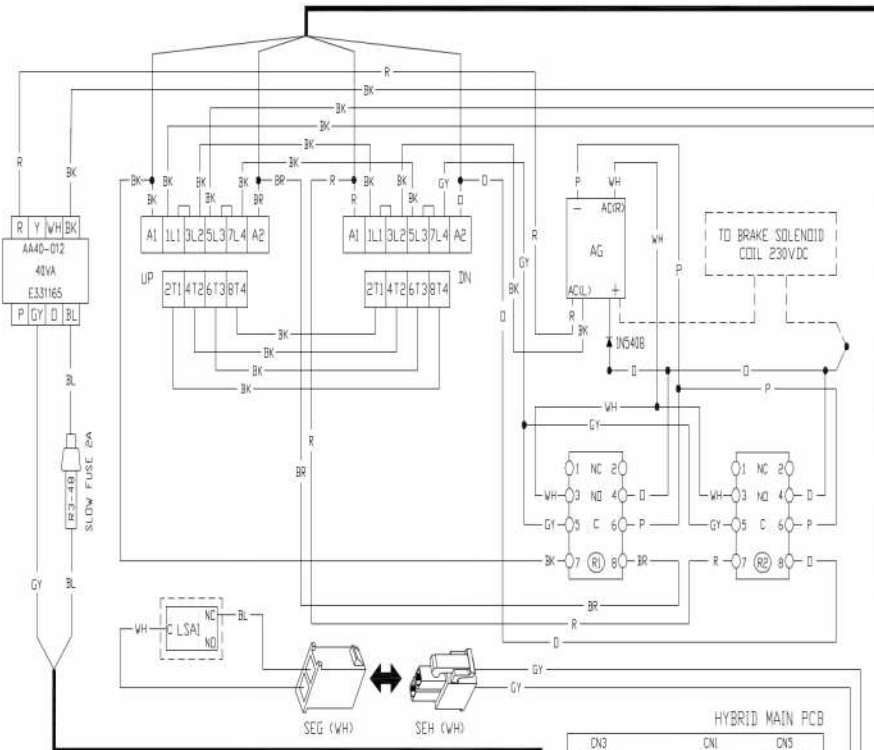 R
BK
BK
BK
R
BK
BK
BK
BK R BK
P WH
BK BK BK BK BK BR R BK BK GY O
O
R Y WH BK
AA40-012
40VA
E331165
P GY O BL
A1 1L1 3L2 5L3 7L4 A2
A1 1L1 3L2 5L3 7L4 A2
UP
2T1 4T2 6T3 8T4
2T1 4T2 6T3 8T4
DN
- AC(R)
AG
AC(L) +
R
GY
BK
O
R BK
WH
P
TO BRAKE SOLENOID
COIL 230VDC
1N5408
BK
BK
BK
BK
O O
P
BL
WH
GY
R
BR
R3-48
SLOW FUSE 2A
1 NC 2
WH 3 NO 4 O
GY 5 C 6 P
BK 7 R1 8 BR
1 NC 2
WH 3 NO 4 O
GY 5 C 6 P
R 7 R2 8 O
GY
BL
BR
R
O
WH C LSA1 NC BL
NO
GY
GY
SEG (WH)
SEH (WH)
HYBRID MAIN PCB
CN3 CN1 CN5